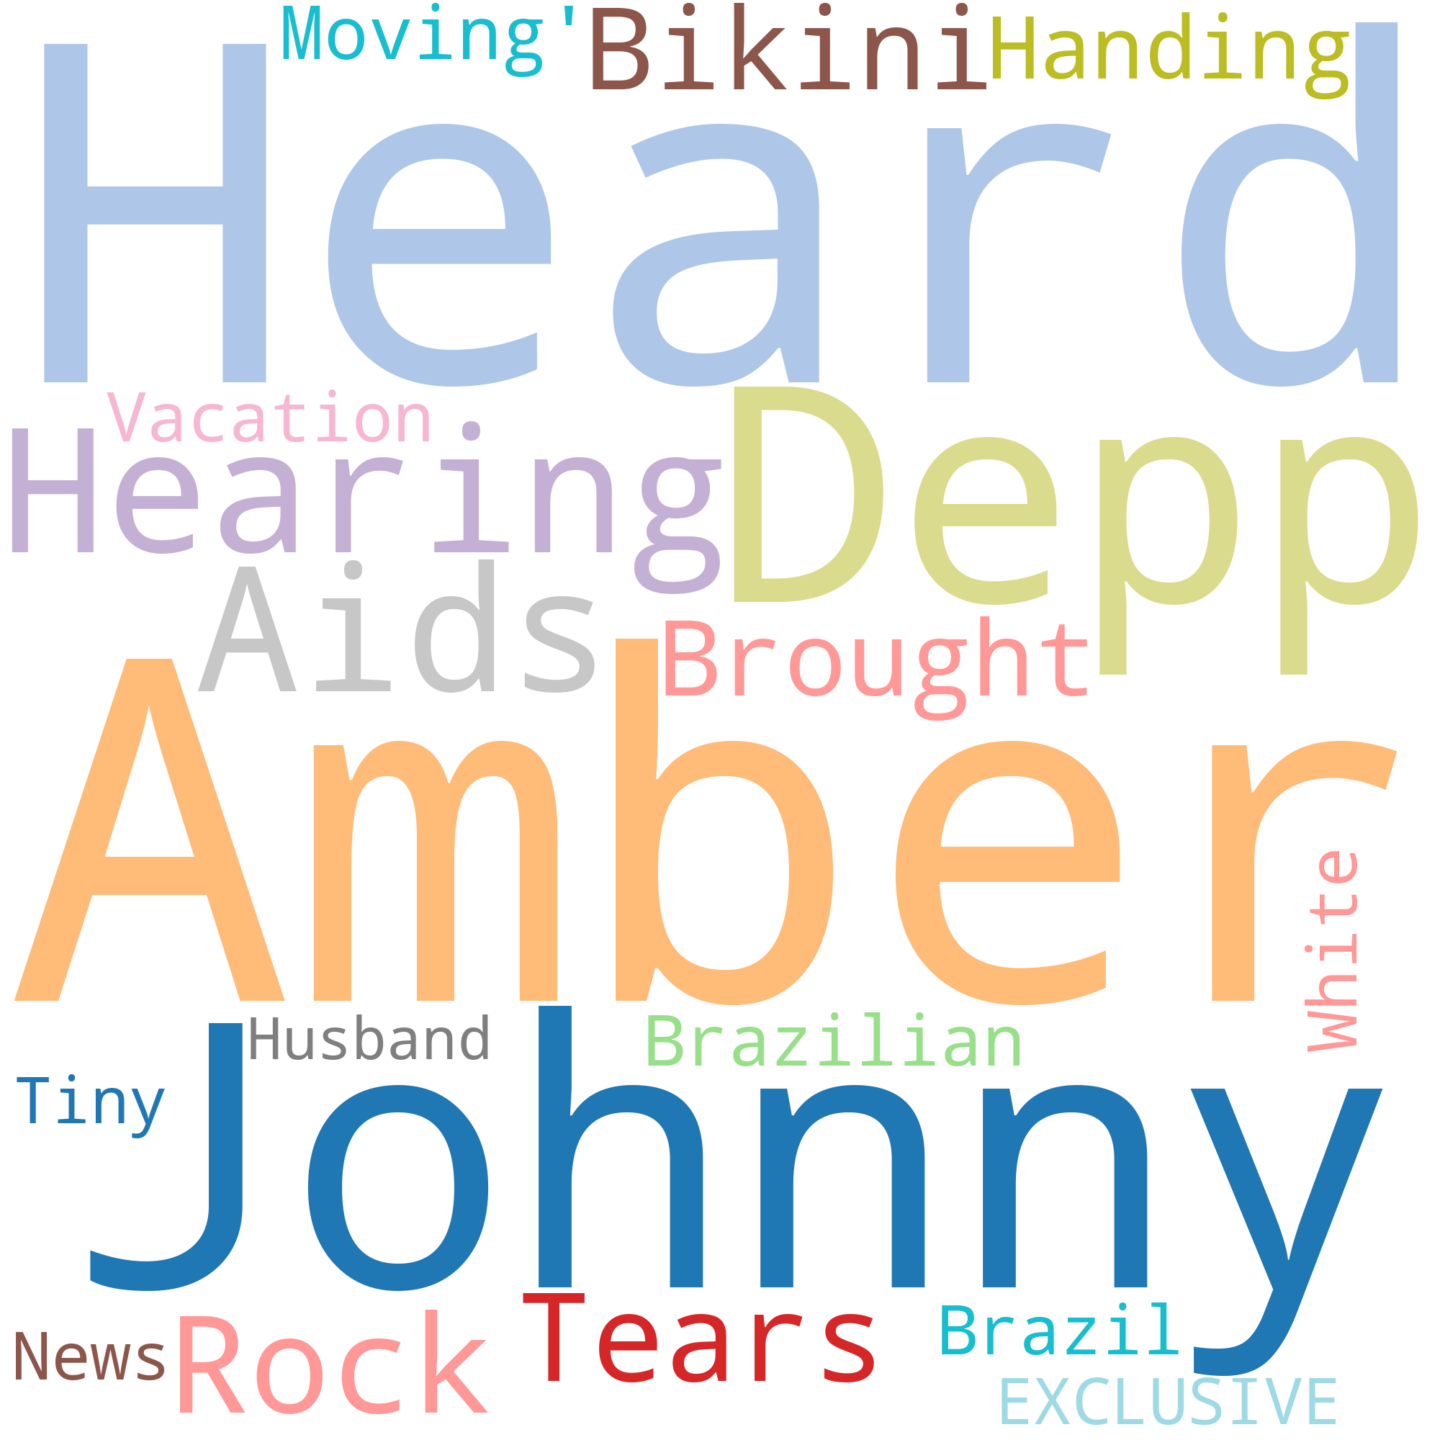 Moving' Bikini Handing
Heard
Vacation
Hearing Depp
Aids Brought
Amber
White
Husband Brazilian
Tiny Johnny
News Rock Tears Brazil
EXCLUSIVE